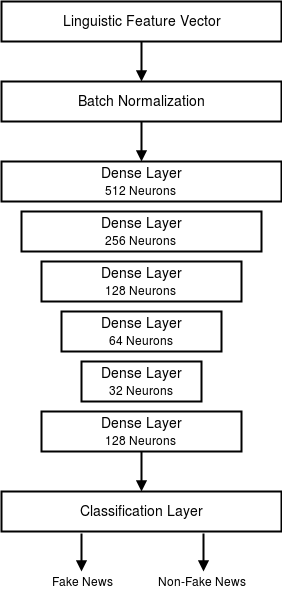 Linguistic Feature Vector
Batch Normalization
Dense Layer
512 Neurons
Dense Layer
256 Neurons
Dense Layer
128 Neurons
Dense Layer
64 Neurons
Dense Layer
32 Neurons
Dense Layer
128 Neurons
Classification Layer
Fake News Non-Fake News